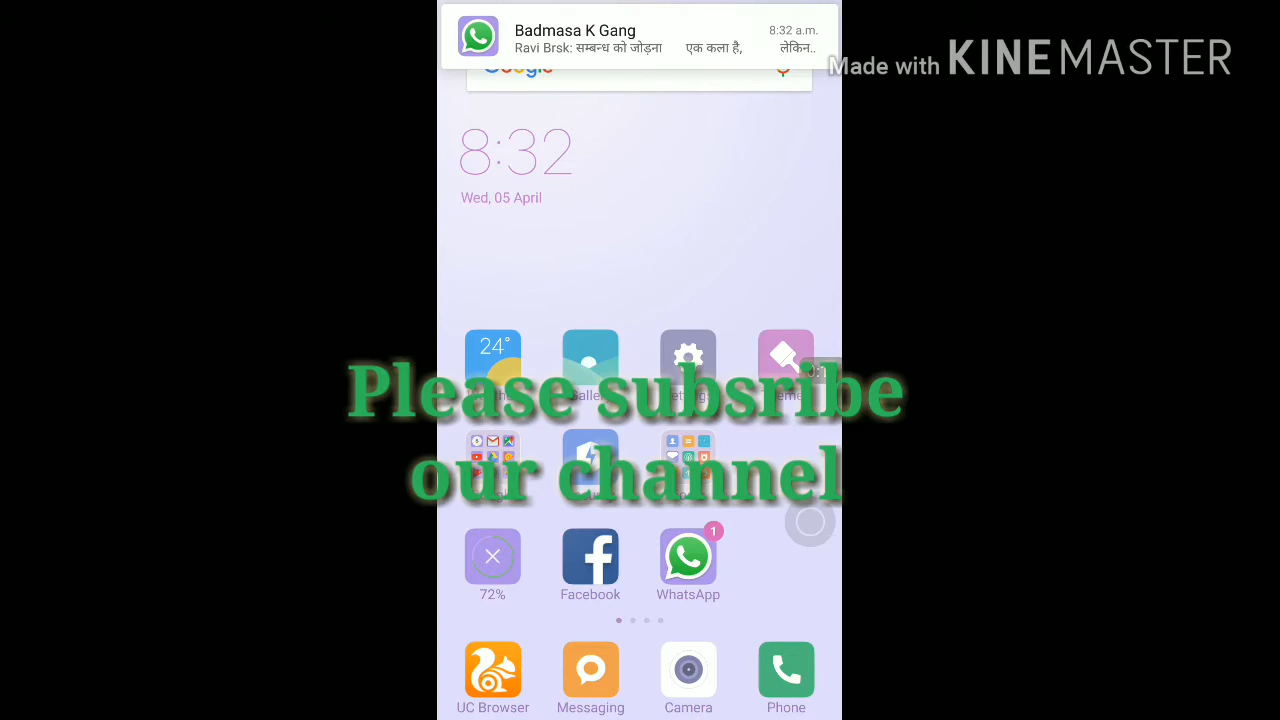 Badmasa K Gang
8:32 a.m.
Ravi Brsk: सम्बन्ध को जोड़ना एक कला है, लेकिन..
Made with KINEMASTER
Google
8:32
Wed, 05 April
24°
Please subsribe
our channel
1
72%
Facebook
WhatsApp
UC Browser
Messaging
Camera
Phone